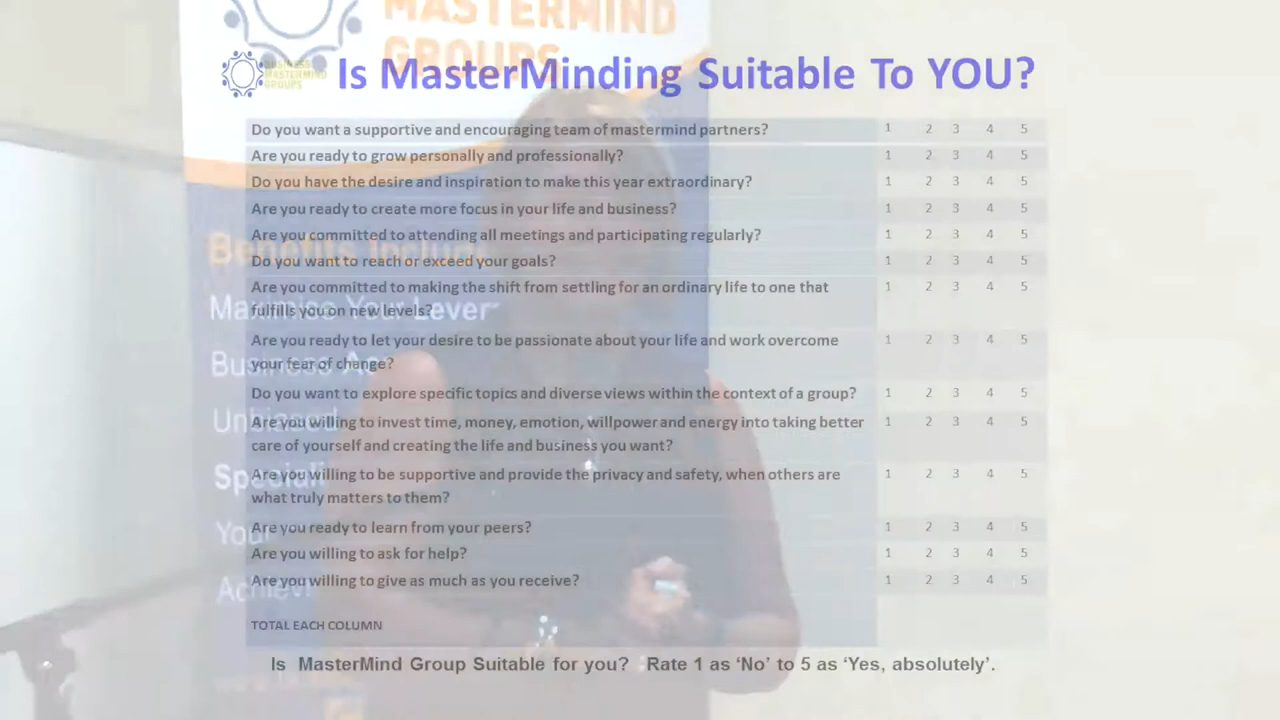 MASTERMIND
GROUPS
BUSINESS
MASTERMIND
GROUPS
Is MasterMinding Suitable To YOU?
Do you want a supportive and encouraging team of mastermind partners? 1 2 3 4 5
Are you ready to grow personally and professionally? 1 2 3 4 5
Do you have the desire and inspiration to make this year extraordinary? 1 2 3 4 5
Are you ready to create more focus in your life and business? 1 2 3 4 5
Are you committed to attending all meetings and participating regularly? 1 2 3 4 5
Do you want to reach or exceed your goals? 1 2 3 4 5
Are you committed to making the shift from settling for an ordinary life to one that 1 2 3 4 5
fulfills you on new levels?
Are you ready to let your desire to be passionate about your life and work overcome 1 2 3 4 5
your fear of change?
Do you want to explore specific topics and diverse views within the context of a group? 1 2 3 4 5
Are you willing to invest time, money, emotion, willpower and energy into taking better 1 2 3 4 5
care of yourself and creating the life and business you want?
Are you willing to be supportive and provide the privacy and safety, when others are 1 2 3 4 5
what truly matters to them?
Are you ready to learn from your peers? 1 2 3 4 5
Are you willing to ask for help? 1 2 3 4 5
Are you willing to give as much as you receive? 1 2 3 4 5
TOTAL EACH COLUMN
Is MasterMind Group Suitable for you? Rate 1 as ‘No’ to 5 as ‘Yes, absolutely’.
Benefits
Maximise Your Lever
Business